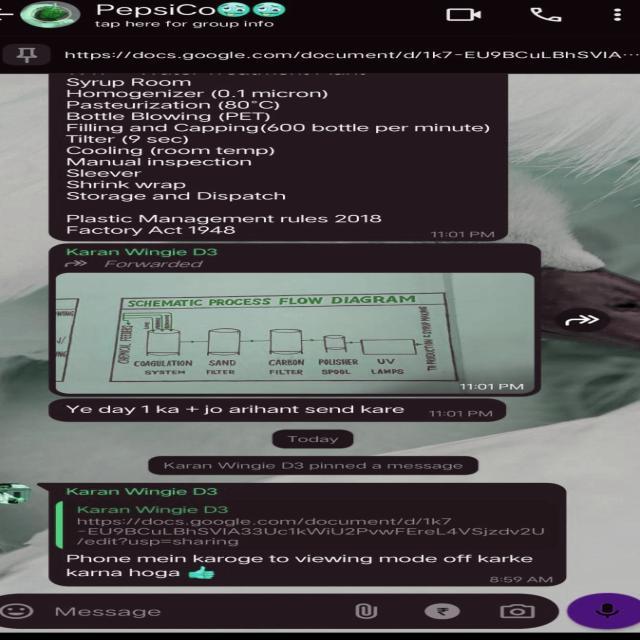 PepsiCo
tap here for group info
https://docs.google.com/document/d/1k7-EU9BCuLBhSVIA...
Syrup Room
Homogenizer (0.1 micron)
Pasteurization (80°C)
Bottle Blowing (PET)
Filling and Capping(600 bottle per minute)
Tilter (9 sec)
Cooling (room temp)
Manual inspection
Sleever
Shrink wrap
Storage and Dispatch
Plastic Management rules 2018
Factory Act 1948
11:01 PM
Karan Wingie D3
Forwarded
SCHEMATIC PROCESS FLOW DIAGRAM
CHEMICAL FEEDERS
COAGULATION
SYSTEM
SAND
FILTER
CARBON
FILTER
POLISHER
SPOOL
UV
LAMPS
TO PRODUCTION & SYRUP MAKING
11:01 PM
Ye day 1 ka + jo arihant send kare
11:01 PM
Today
Karan Wingie D3 pinned a message
Karan Wingie D3
Karan Wingie D3
https://docs.google.com/document/d/1k7
-EU9BCuLBhSVIA33Uc1kWiU2PvwFEreL4VSjzdv2U
/edit?usp=sharing
Phone mein karoge to viewing mode off karke
karna hoga 👍
8:59 AM
Message